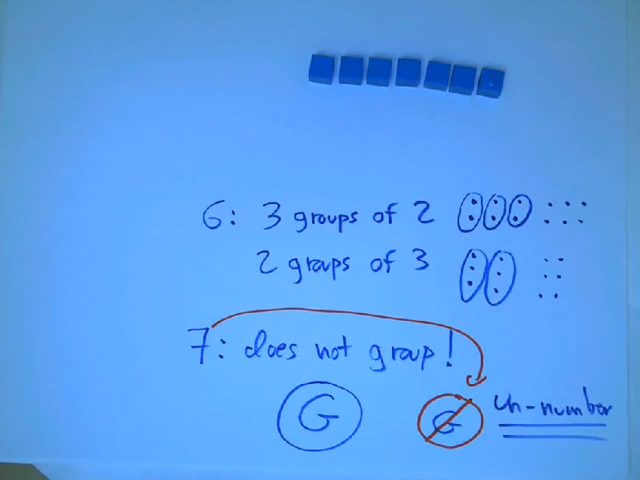 6: 3 groups of 2
2 groups of 3
7: does not group!
G
G un-number